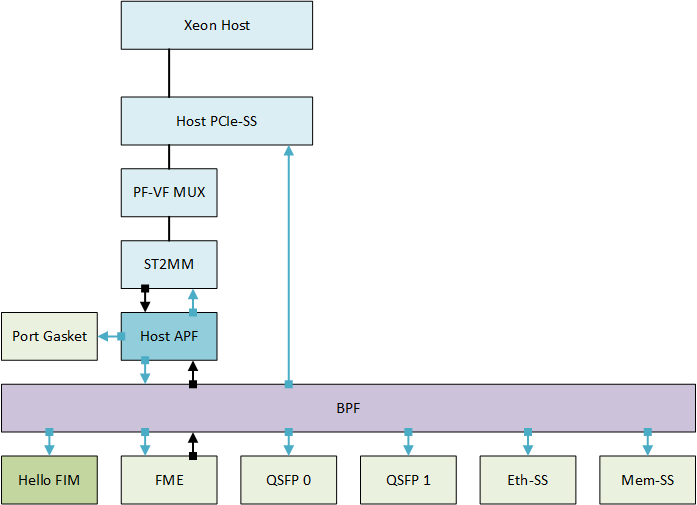 Xeon Host
Host PCIe-SS
PF-VF MUX
ST2MM
Port Gasket
Host APF
BPF
Hello FIM
FME
QSFP 0
QSFP 1
Eth-SS
Mem-SS